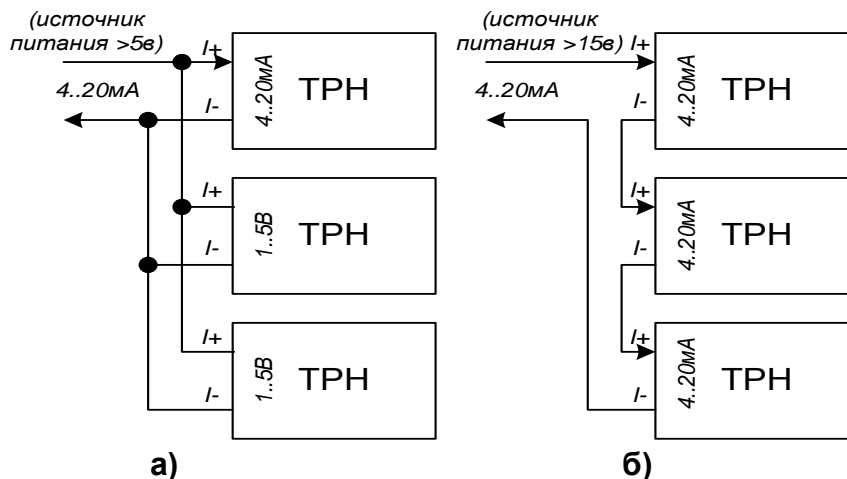 (источник
питания >5в)
I+
4..20мА
I-
4..20мА
ТРН
I+
I-
1..5В
ТРН
I+
I-
1..5В
ТРН
а)
(источник
питания >15в)
I+
4..20мА
I-
4..20мА
ТРН
I+
I-
4..20мА
ТРН
I+
I-
4..20мА
ТРН
б)